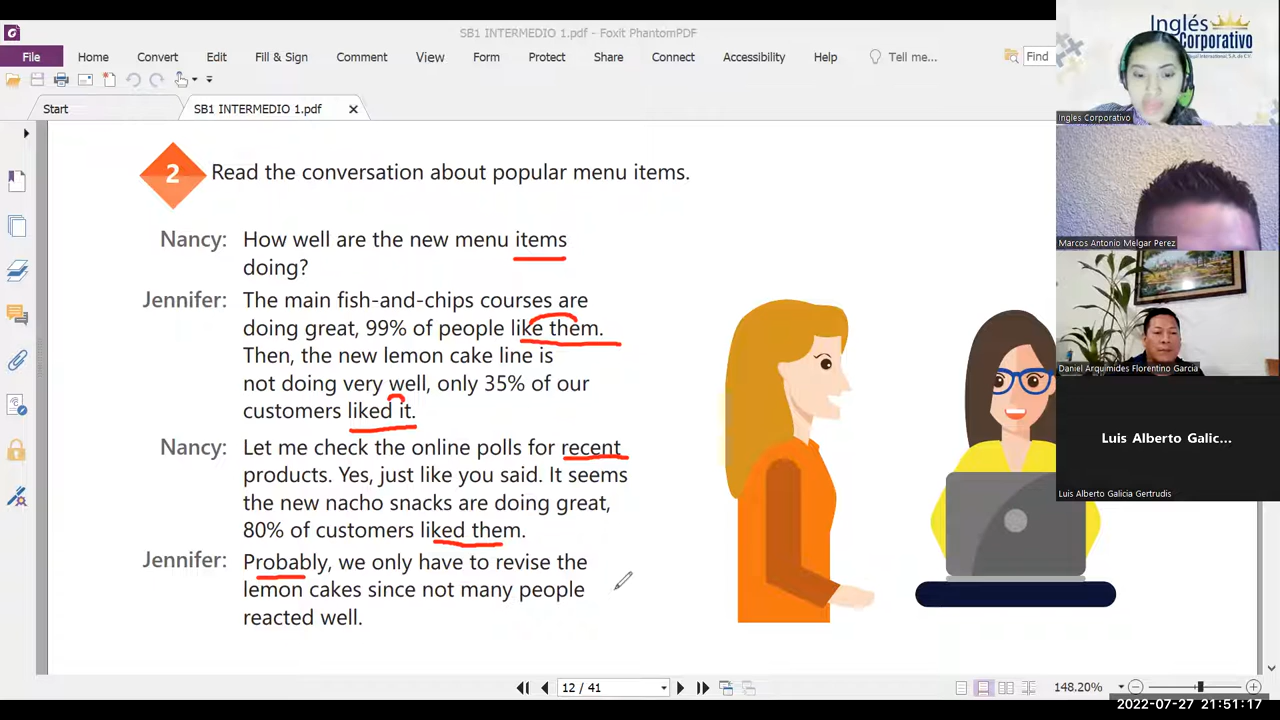 SB1 INTERMEDIO 1.pdf - Foxit PhantomPDF
File Home Convert Edit Fill & Sign Comment View Form Protect Share Connect Accessibility Help Tell me... Find
Start SB1 INTERMEDIO 1.pdf
2 Read the conversation about popular menu items.
Nancy: How well are the new menu items
doing?
Jennifer: The main fish-and-chips courses are
doing great, 99% of people like them.
Then, the new lemon cake line is
not doing very well, only 35% of our
customers liked it.
Nancy: Let me check the online polls for recent
products. Yes, just like you said. It seems
the new nacho snacks are doing great,
80% of customers liked them.
Jennifer: Probably, we only have to revise the
lemon cakes since not many people
reacted well.
12 / 41
148.20%
Inglés
Corporativo
Ingles Corporativo
Marcos Antonio Melgar Perez
Daniel Arquimides Florentino Garcia
Luis Alberto Galic...
Luis Alberto Galicia Gertrudis
2022-07-27 21:51:17